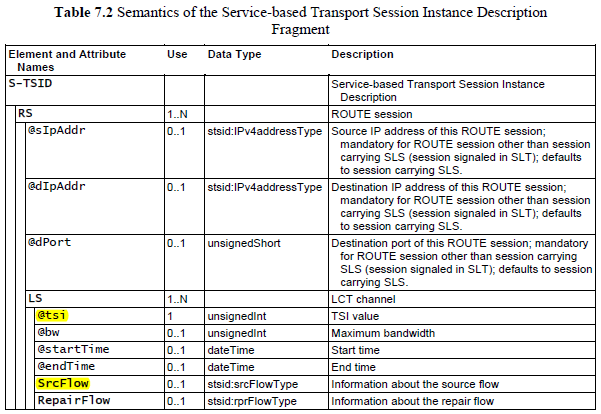 Table 7.2 Semantics of the Service-based Transport Session Instance Description
Fragment
Element and Attribute Names Use Data Type Description
S-TSID Service-based Transport Session Instance
Description
RS 1..N ROUTE session
@sIpAddr 0..1 stsid:IPv4addressType Source IP address of this ROUTE session;
mandatory for ROUTE session other than session
carrying SLS (session signaled in SLT); defaults
to session carrying SLS.
@dIpAddr 0..1 stsid:IPv4addressType Destination IP address of this ROUTE session;
mandatory for ROUTE session other than session
carrying SLS (session signaled in SLT); defaults
to session carrying SLS.
@dPort 0..1 unsignedShort Destination port of this ROUTE session; mandatory
for ROUTE session other than session carrying
SLS (session signaled in SLT); defaults to session
carrying SLS.
LS 1..N LCT channel
@tsi 1 unsignedInt TSI value
@bw 0..1 unsignedInt Maximum bandwidth
@startTime 0..1 dateTime Start time
@endTime 0..1 dateTime End time
SrcFlow 0..1 stsid:srcFlowType Information about the source flow
RepairFlow 0..1 stsid:rprFlowType Information about the repair flow